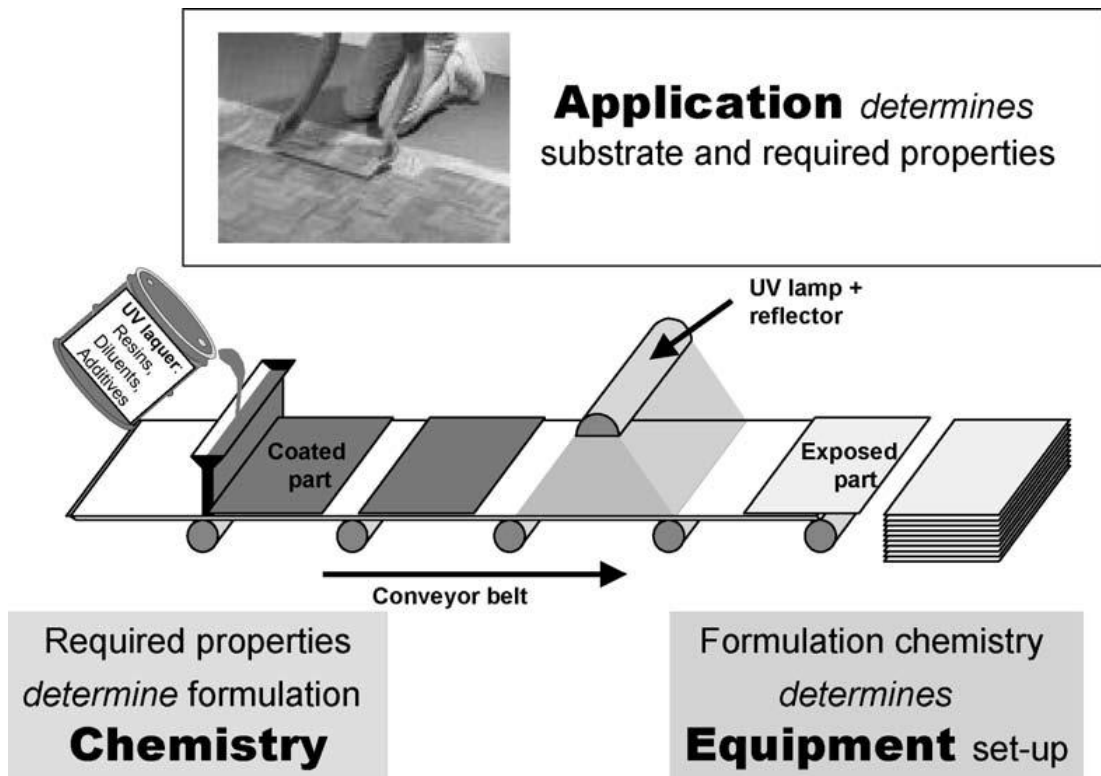 Application determines
substrate and required properties
UV laquer:
Resins,
Diluents,
Additives
UV lamp +
reflector
Coated
part
Exposed
part
Conveyor belt
Required properties
determine formulation
Chemistry
Formulation chemistry
determines
Equipment set-up